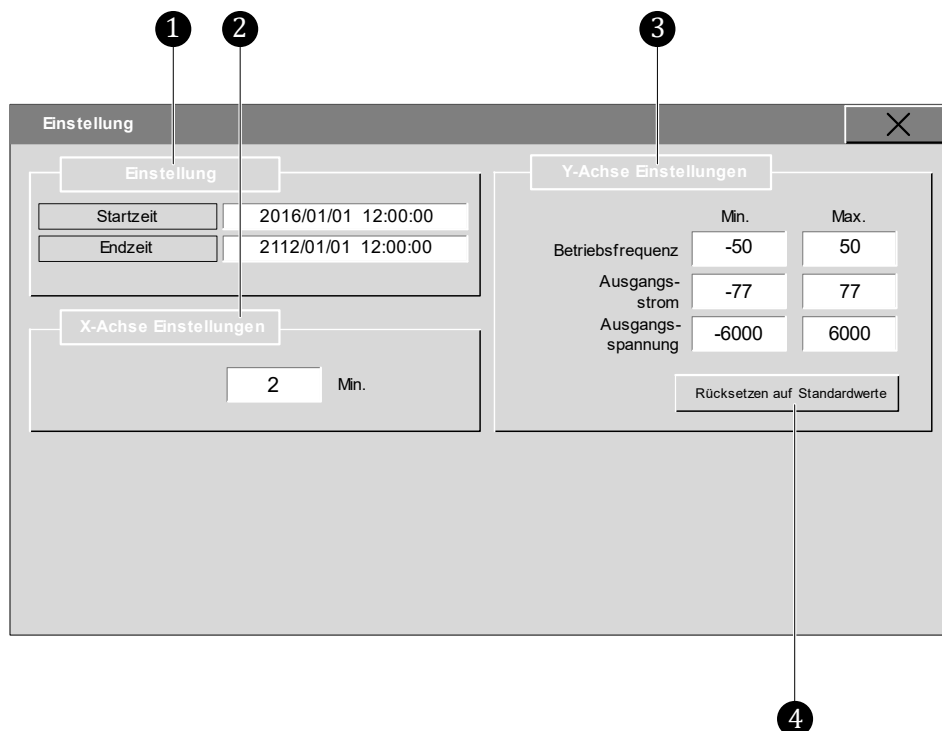 1 2 3
Einstellung
Einstellung
Startzeit 2016/01/01 12:00:00
Endzeit 2112/01/01 12:00:00
X-Achse Einstellungen
2 Min.
Y-Achse Einstellungen
Min. Max.
Betriebsfrequenz -50 50
Ausgangs-
strom -77 77
Ausgangs-
spannung -6000 6000
Rücksetzen auf Standardwerte
4